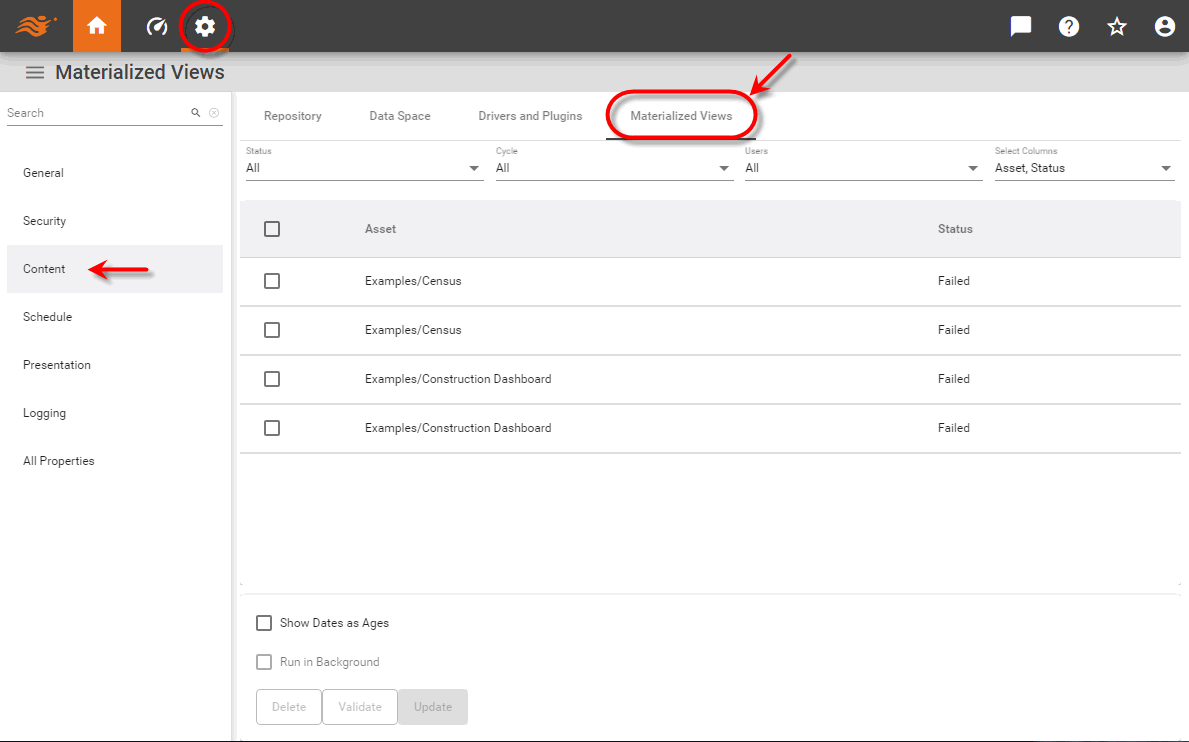 Materialized Views
Search
General
Security
Content
Schedule
Presentation
Logging
All Properties
Repository Data Space Drivers and Plugins Materialized Views
Status Cycle Users Select Columns
All All All Asset, Status
Asset Status
Examples/Census Failed
Examples/Census Failed
Examples/Construction Dashboard Failed
Examples/Construction Dashboard Failed
Show Dates as Ages
Run in Background
Delete Validate Update